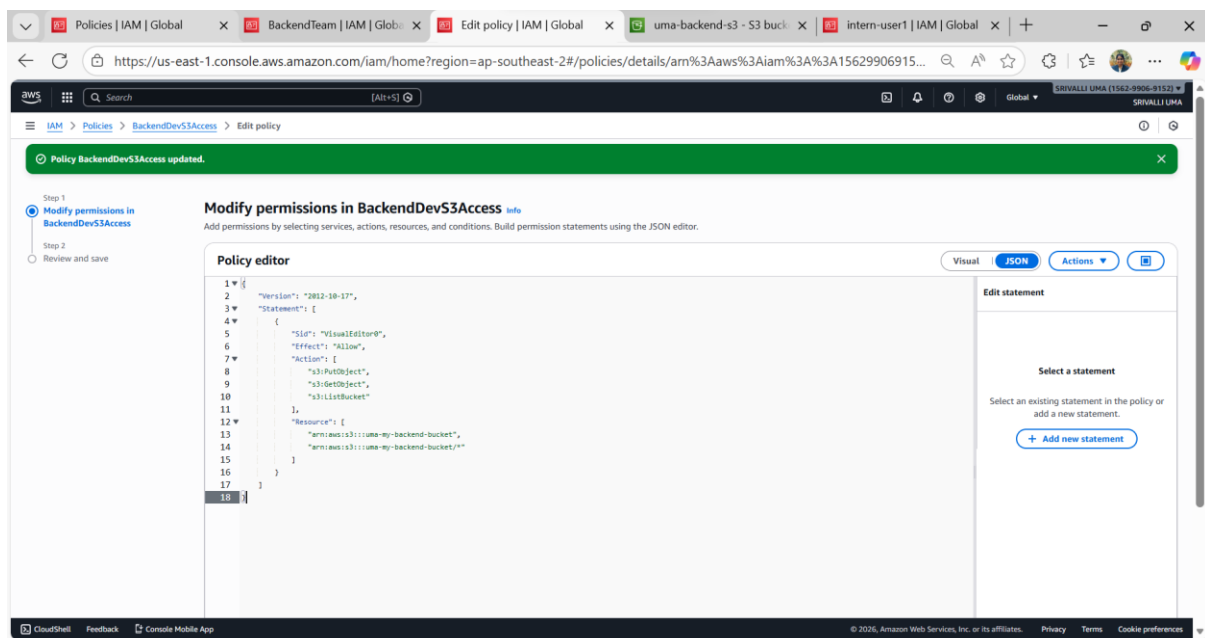 Policies | IAM | Global
BackendTeam | IAM | Globa
Edit policy | IAM | Global
uma-backend-s3 - S3 buck
intern-user1 | IAM | Global
https://us-east-1.console.aws.amazon.com/iam/home?region=ap-southeast-2#/policies/details/arn%3Aaws%3Aiam%3A%3A15629906915...
aws
Search
[Alt+S]
Global
SRIVALLI UMA (1562-9906-9152)
SRIVALLI UMA
IAM > Policies > BackendDevS3Access > Edit policy
Policy BackendDevS3Access updated.
Step 1
Modify permissions in
BackendDevS3Access
Step 2
Review and save
Modify permissions in BackendDevS3Access Info
Add permissions by selecting services, actions, resources, and conditions. Build permission statements using the JSON editor.
Policy editor
Visual
JSON
Actions
1 {
2 "Version": "2012-10-17",
3 "Statement": [
4 {
5 "Sid": "VisualEditor0",
6 "Effect": "Allow",
7 "Action": [
8 "s3:PutObject",
9 "s3:GetObject",
10 "s3:ListBucket"
11 ],
12 "Resource": [
13 "arn:aws:s3:::uma-my-backend-bucket",
14 "arn:aws:s3:::uma-my-backend-bucket/*"
15 ]
16 }
17 ]
18 }
Edit statement
Select a statement
Select an existing statement in the policy or
add a new statement.
+ Add new statement
CloudShell
Feedback
Console Mobile App
© 2026, Amazon Web Services, Inc. or its affiliates.
Privacy
Terms
Cookie preferences